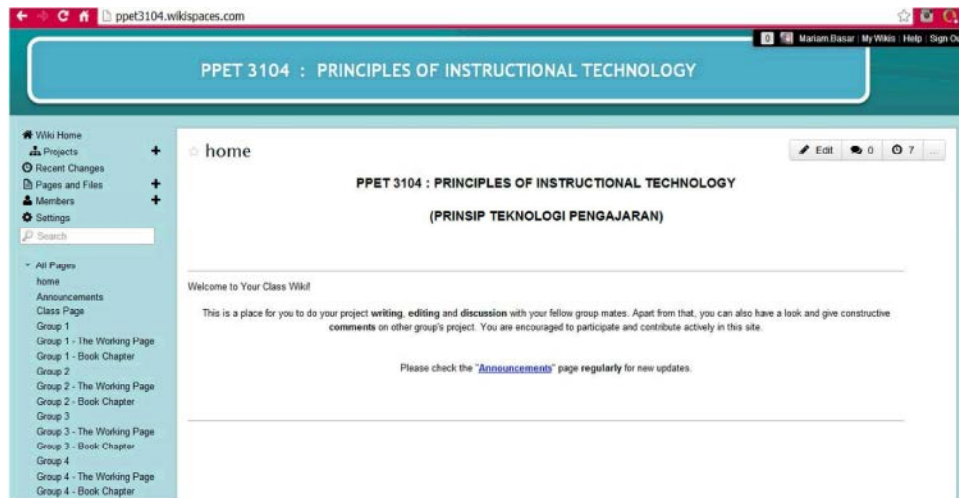 ppet3104.wikispaces.com
0 Mariam.Basar | My Wikis | Help | Sign Ou
PPET 3104 : PRINCIPLES OF INSTRUCTIONAL TECHNOLOGY
Wiki Home
Projects
Recent Changes
Pages and Files
Members
Settings
Search
All Pages
home
Announcements
Class Page
Group 1
Group 1 - The Working Page
Group 1 - Book Chapter
Group 2
Group 2 - The Working Page
Group 2 - Book Chapter
Group 3
Group 3 - The Working Page
Group 3 - Book Chapter
Group 4
Group 4 - The Working Page
Group 4 - Book Chapter
home
Edit 0 7 ...
PPET 3104 : PRINCIPLES OF INSTRUCTIONAL TECHNOLOGY
(PRINSIP TEKNOLOGI PENGAJARAN)
Welcome to Your Class Wiki!
This is a place for you to do your project writing, editing and discussion with your fellow group mates. Apart from that, you can also have a look and give constructive
comments on other group's project. You are encouraged to participate and contribute actively in this site.
Please check the "Announcements" page regularly for new updates.